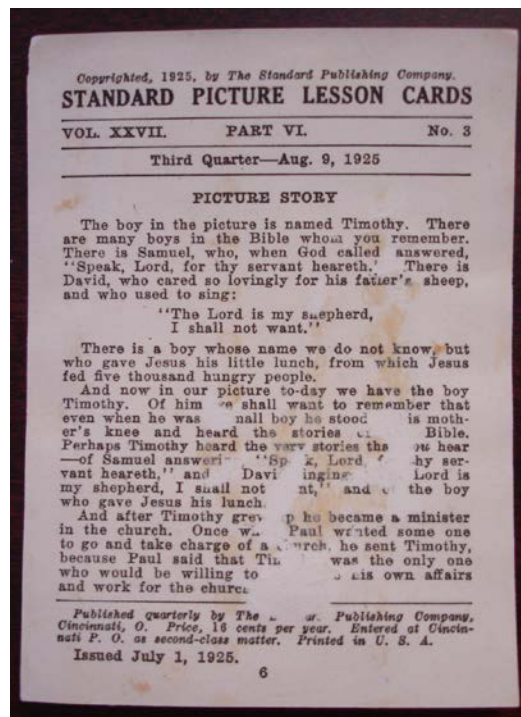 Copyrighted, 1925, by The Standard Publishing Company.
STANDARD PICTURE LESSON CARDS
VOL. XXVII. PART VI. No. 3
Third Quarter—Aug. 9, 1925
PICTURE STORY
The boy in the picture is named Timothy. There
are many boys in the Bible whom you remember.
There is Samuel, who, when God called answered,
"Speak, Lord, for thy servant heareth.' There is
David, who cared so lovingly for his father's sheep,
and who used to sing:
"The Lord is my shepherd,
I shall not want."
There is a boy whose name we do not know, but
who gave Jesus his little lunch, from which Jesus
fed five thousand hungry people.
And now in our picture to-day we have the boy
Timothy. Of him we shall want to remember that
even when he was boy he stood is moth-
er's knee and heard the stories Bible.
Perhaps Timothy heard the very stories hear
—of Samuel "Lord, hy ser-
vant heareth," and Lord is
my shepherd, I shall not and the boy
who gave Jesus his lunch.
And after Timothy grew he became a minister
in the church. Once Paul wanted some one
to go and take charge of a church, he sent Timothy,
because Paul said that was the only one
who would be willing to his own affairs
and work for the church
Published quarterly by The Publishing Company,
Cincinnati, O. Price, 16 cents per year. Entered at Cincin-
nati P. O. as second-class matter. Printed in U. S. A.
Issued July 1, 1925.
6